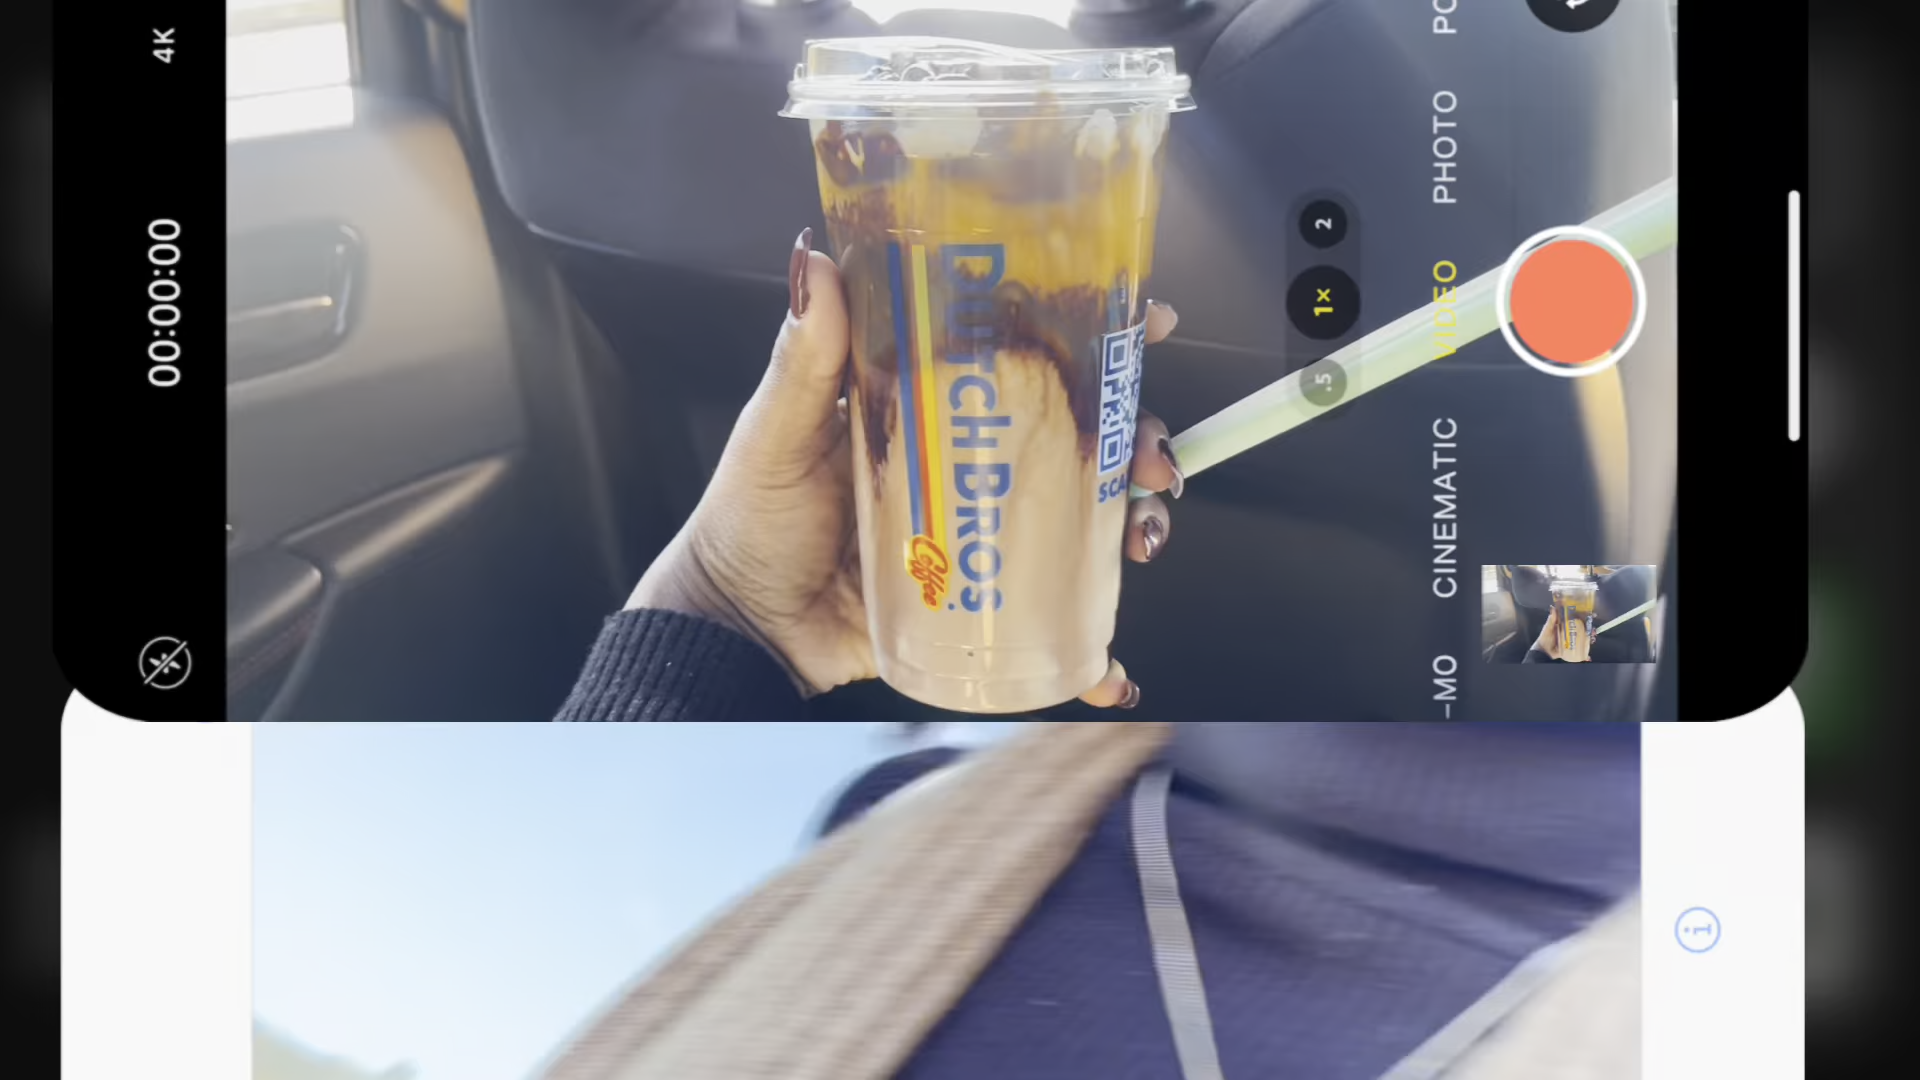 4K
00:00:00
DUTCH BROS.
Coffee
SCA
2
1×
.5
PHOTO
VIDEO
CINEMATIC
-MO